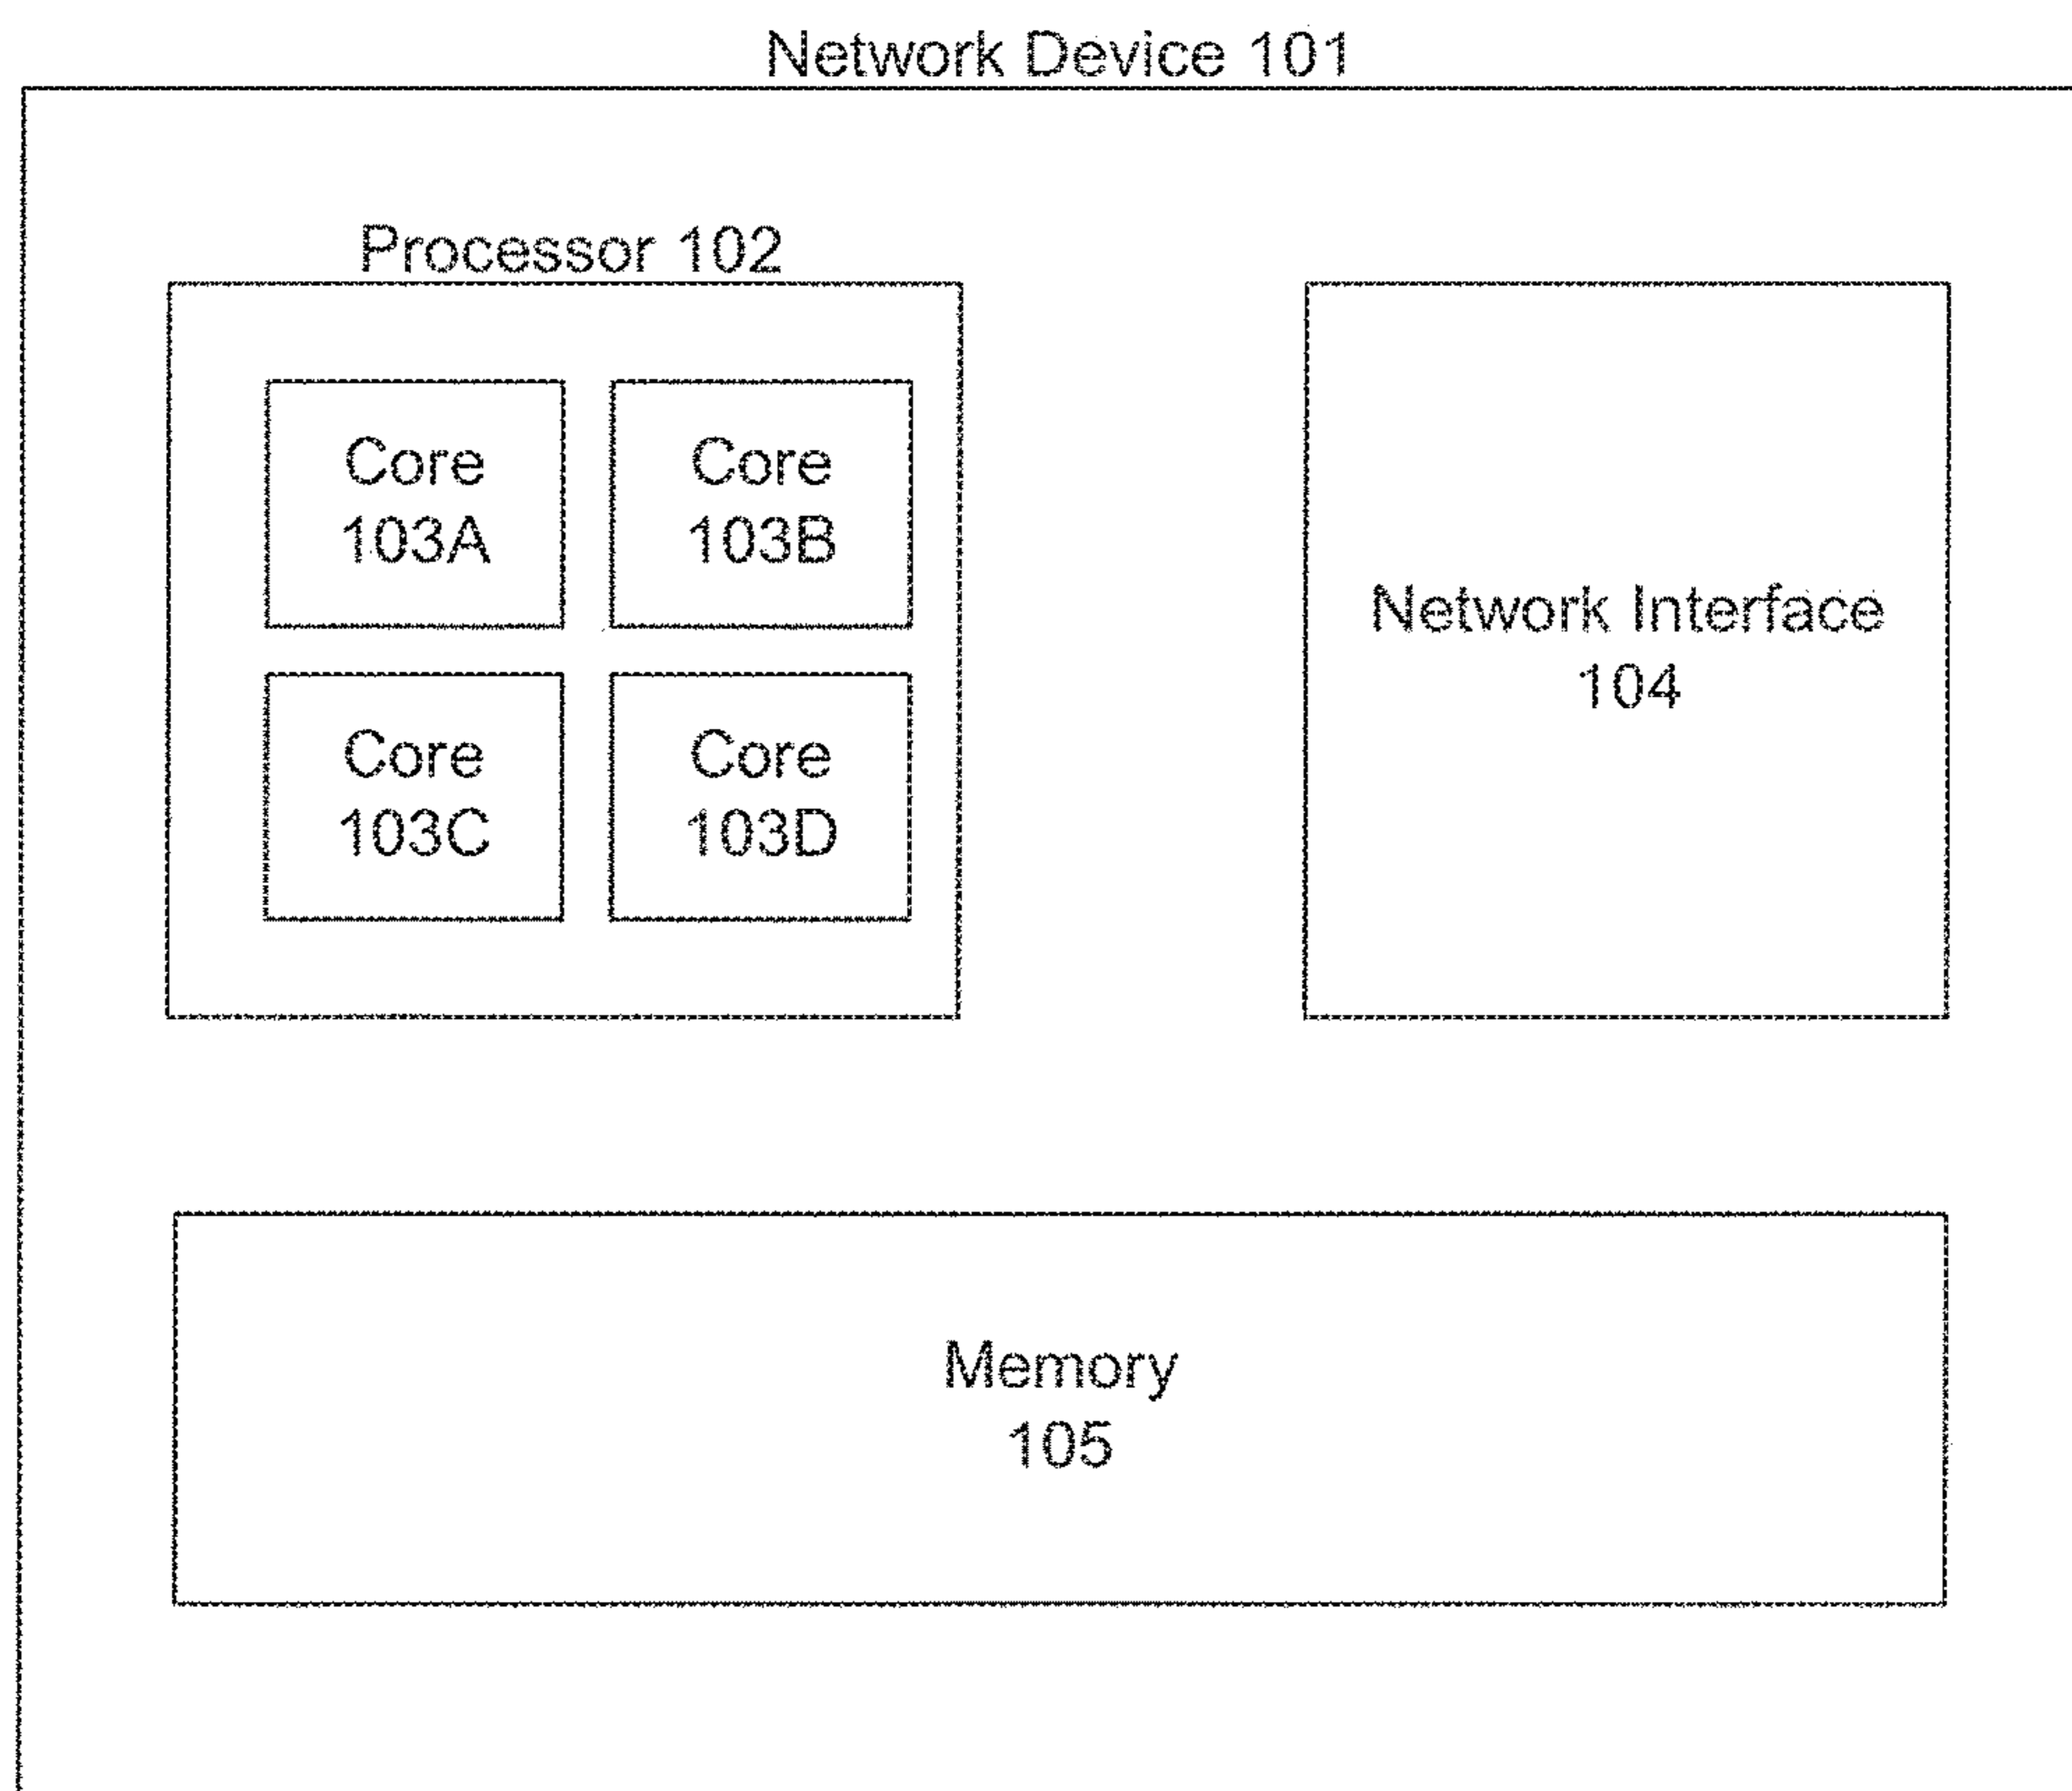 Network Device 101
Processor 102
Core
103A
Core
103B
Core
103C
Core
103D
Network Interface
104
Memory
105